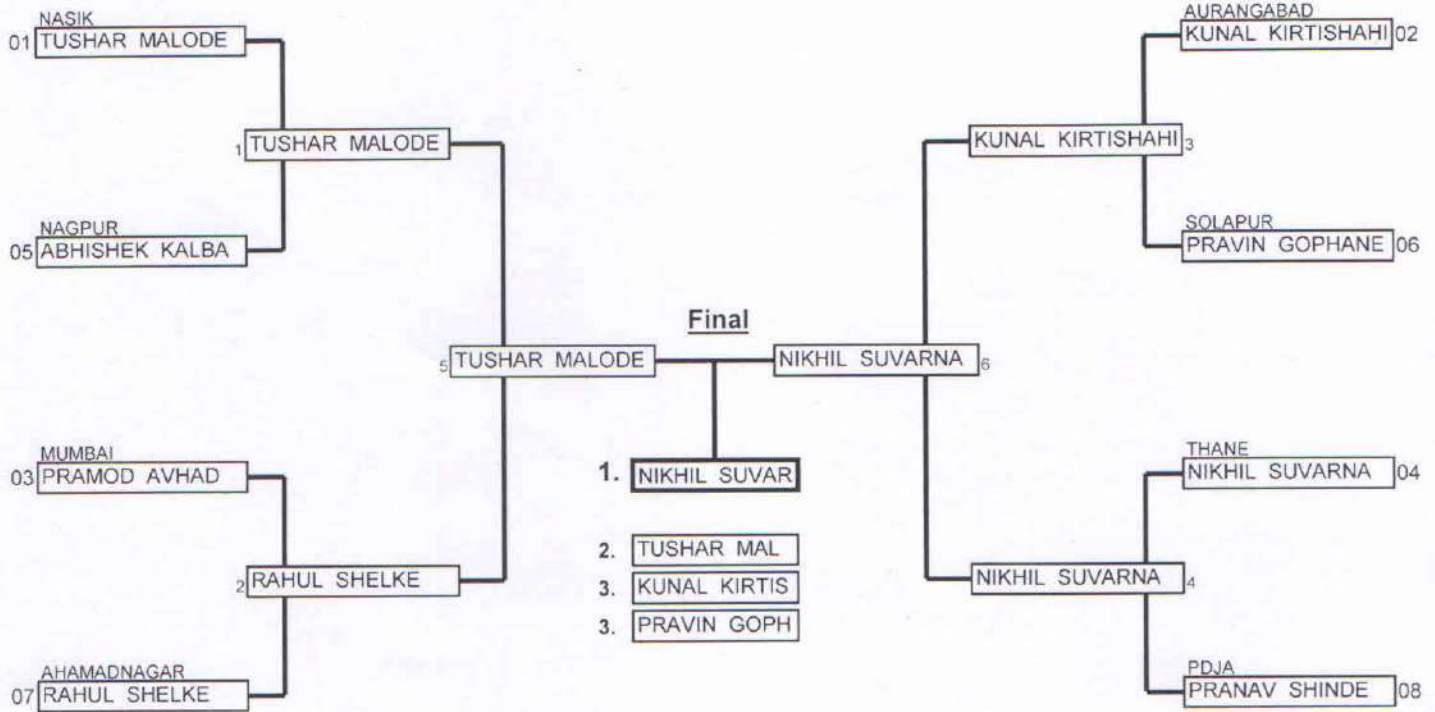 NASIK
01 TUSHAR MALODE
1 TUSHAR MALODE
NAGPUR
05 ABHISHEK KALBA
5 TUSHAR MALODE
MUMBAI
03 PRAMOD AVHAD
2 RAHUL SHELKE
AHAMADNAGAR
07 RAHUL SHELKE
Final
1. NIKHIL SUVAR
2. TUSHAR MAL
3. KUNAL KIRTIS
3. PRAVIN GOPH
AURANGABAD
KUNAL KIRTISHAHI 02
KUNAL KIRTISHAHI 3
SOLAPUR
PRAVIN GOPHANE 06
NIKHIL SUVARNA 6
THANE
NIKHIL SUVARNA 04
NIKHIL SUVARNA 4
PDJA
PRANAV SHINDE 08